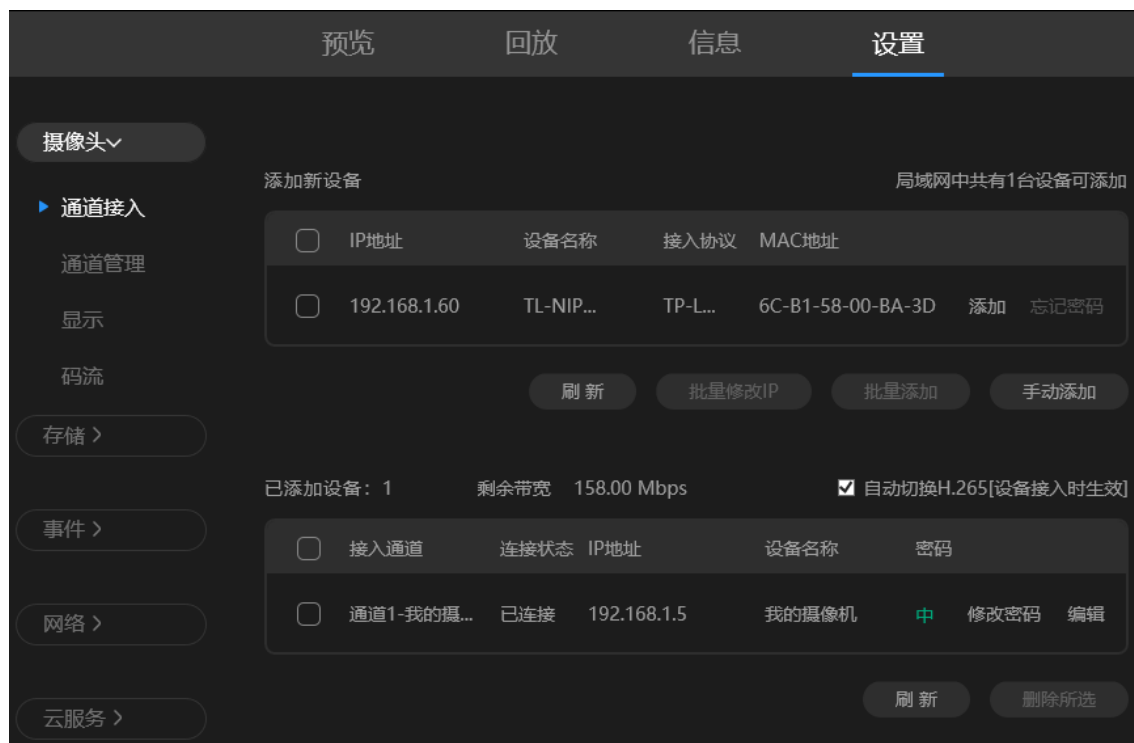 预览 回放 信息 设置
摄像头
通道接入
通道管理
显示
码流
存储
事件
网络
云服务
添加新设备 局域网中共有1台设备可添加
IP地址 设备名称 接入协议 MAC地址
192.168.1.60 TL-NIP... TP-L... 6C-B1-58-00-BA-3D 添加 忘记密码
刷新 批量修改IP 批量添加 手动添加
已添加设备：1 剩余带宽 158.00 Mbps 自动切换H.265[设备接入时生效]
接入通道 连接状态 IP地址 设备名称 密码
通道1-我的摄... 已连接 192.168.1.5 我的摄像机 中 修改密码 编辑
刷新 删除所选